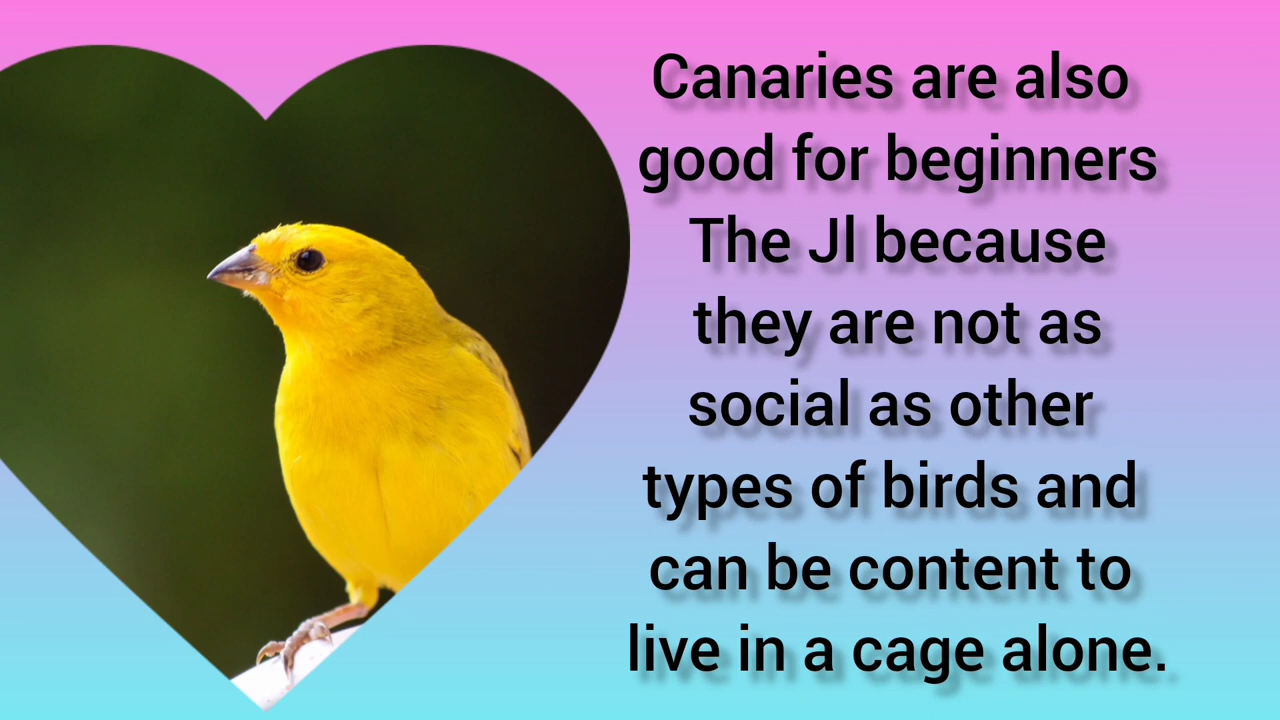 Canaries are also
good for beginners
The Jl because
they are not as
social as other
types of birds and
can be content to
live in a cage alone.